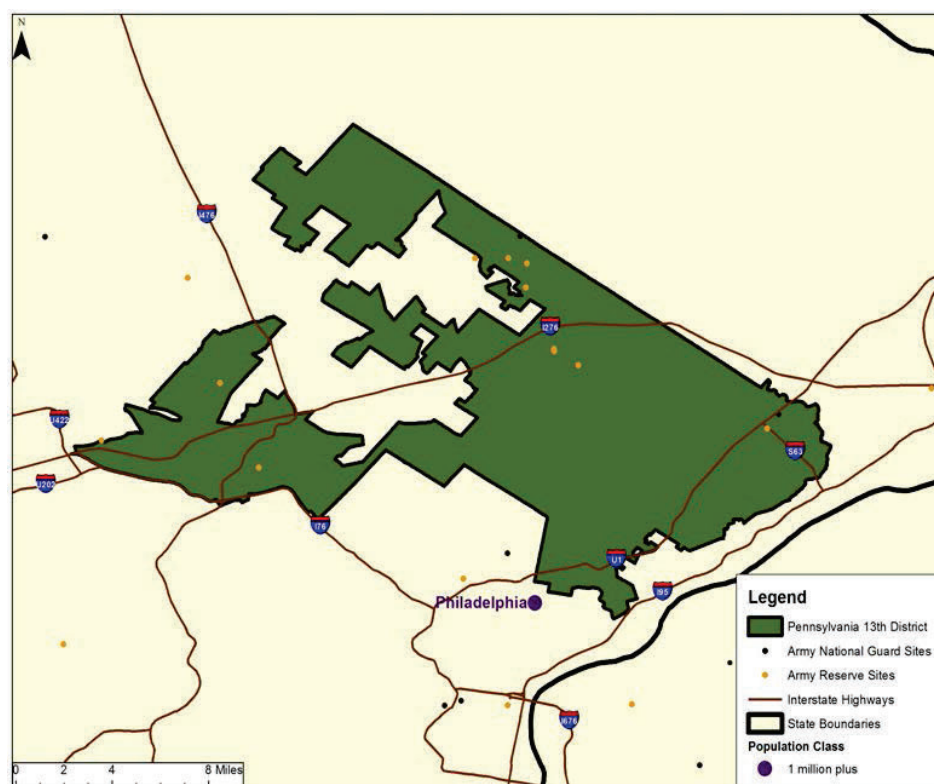 N
I476
I276
U422
U202
S63
I76
U1
I95
Philadelphia
I676
Legend
Pennsylvania 13th District
Army National Guard Sites
Army Reserve Sites
Interstate Highways
State Boundaries
Population Class
1 million plus
0 2 4 8 Miles